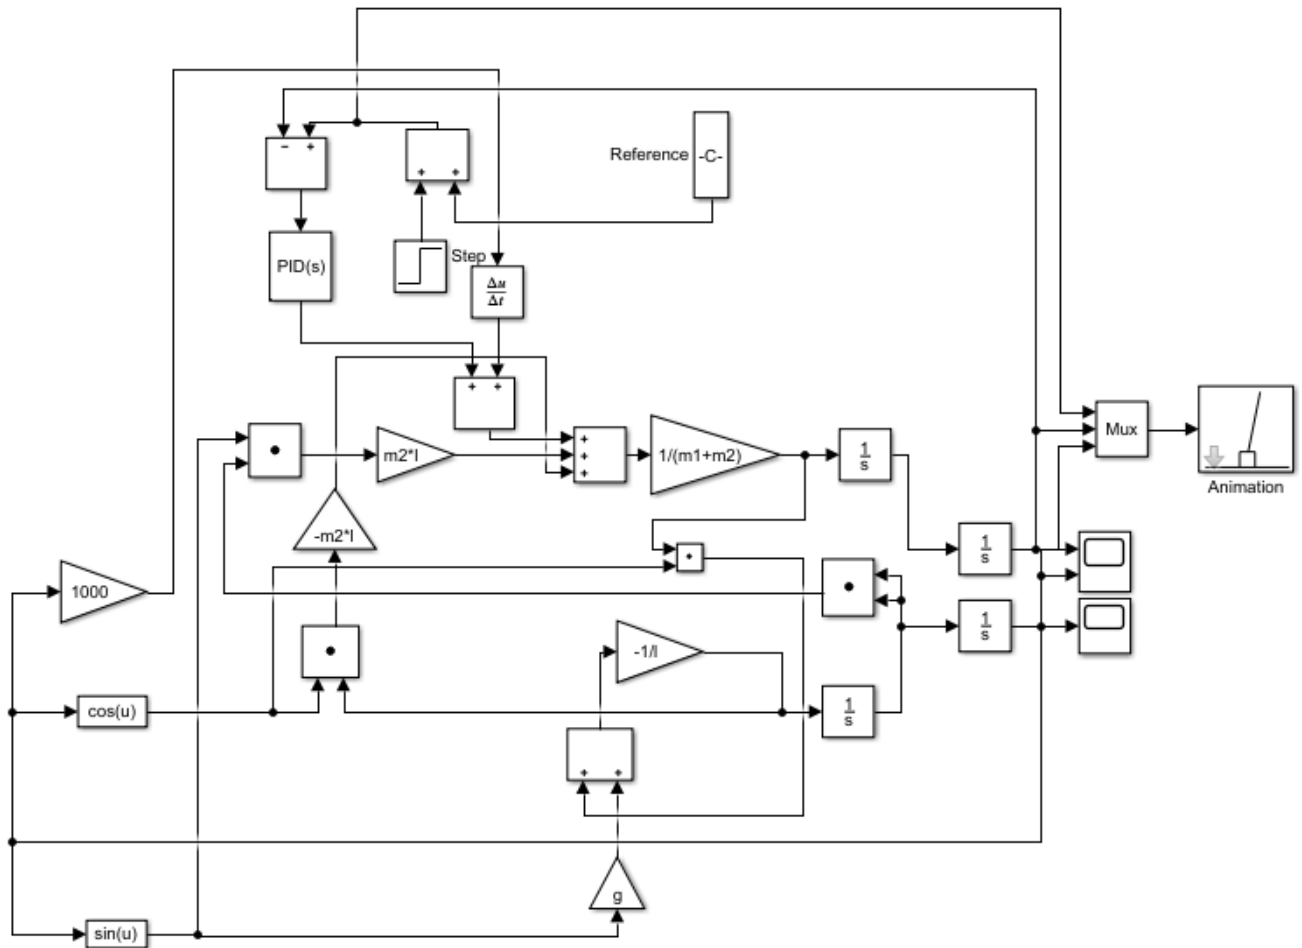 − +
+ +
Reference
-C-
PID(s)
Step
Δu
Δt
+ +
m2*l
+
+
+
1/(m1+m2)
1
s
Mux
Animation
-m2*l
1
s
1000
1
s
-1/l
cos(u)
1
s
+ +
g
sin(u)